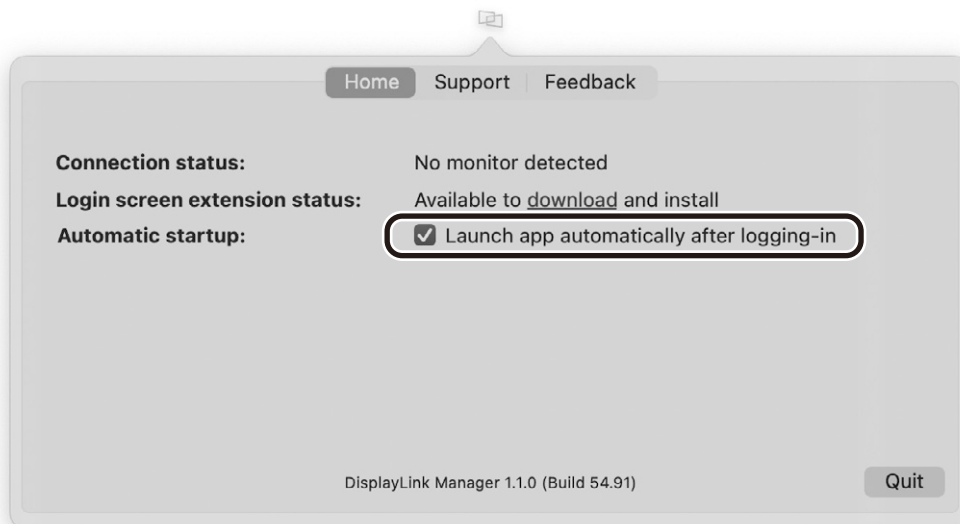 Home Support Feedback
Connection status: No monitor detected
Login screen extension status: Available to download and install
Automatic startup: Launch app automatically after logging-in
DisplayLink Manager 1.1.0 (Build 54.91) Quit